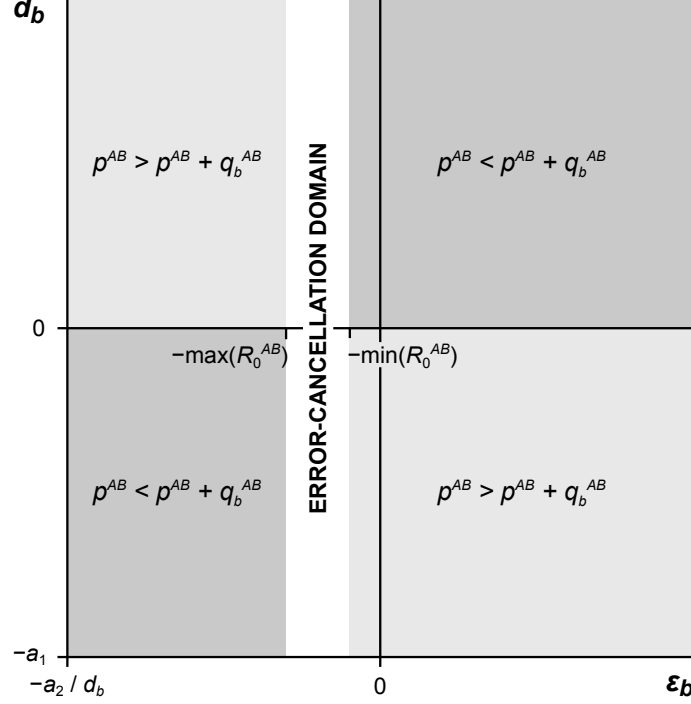 d_b
p^AB > p^AB + q_b^AB
p^AB < p^AB + q_b^AB
ERROR-CANCELLATION DOMAIN
0
−max(R_0^AB)
−min(R_0^AB)
p^AB < p^AB + q_b^AB
p^AB > p^AB + q_b^AB
−a_1
−a_2 / d_b
0
ε_b